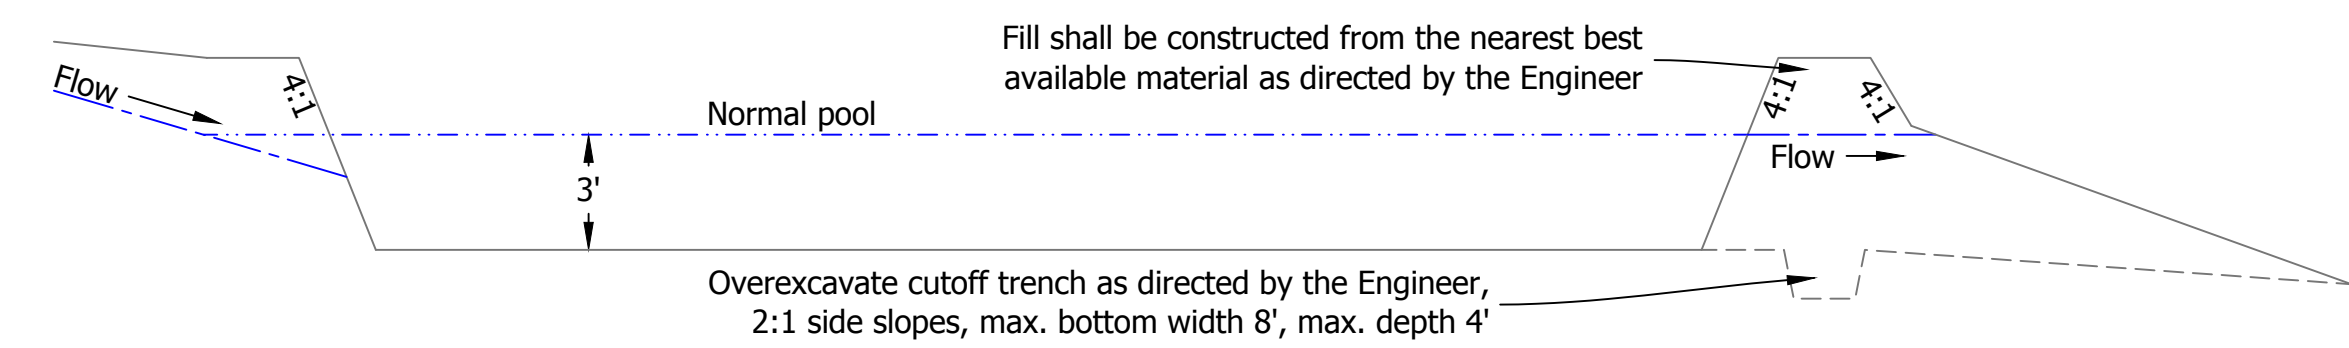 Fill shall be constructed from the nearest best
available material as directed by the Engineer
Flow
4:1
4:1
4:1
Normal pool
Flow
3'
Overexcavate cutoff trench as directed by the Engineer,
2:1 side slopes, max. bottom width 8', max. depth 4'